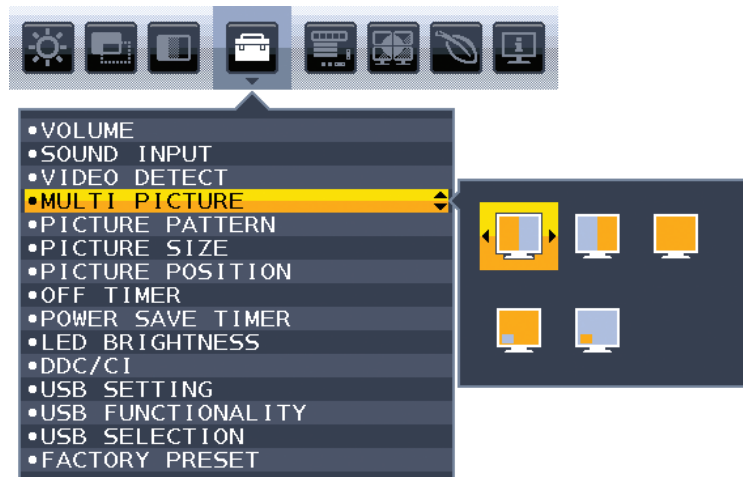 •VOLUME
•SOUND INPUT
•VIDEO DETECT
•MULTI PICTURE
•PICTURE PATTERN
•PICTURE SIZE
•PICTURE POSITION
•OFF TIMER
•POWER SAVE TIMER
•LED BRIGHTNESS
•DDC/CI
•USB SETTING
•USB FUNCTIONALITY
•USB SELECTION
•FACTORY PRESET